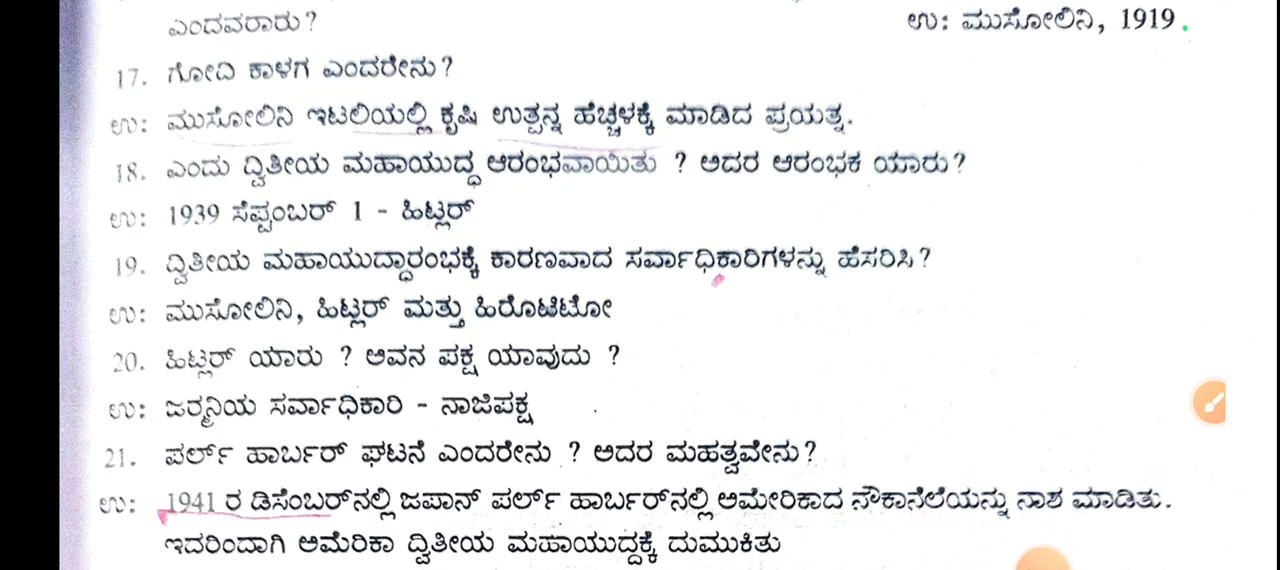 ಎಂದವರಾರು? ಉ: ಮುಸೋಲಿನಿ, 1919.
17. ಗೋದಿ ಕಾಳಗ ಎಂದರೇನು?
ಉ: ಮುಸೋಲಿನಿ ಇಟಲಿಯಲ್ಲಿ ಕೃಷಿ ಉತ್ಪನ್ನ ಹೆಚ್ಚಳಕ್ಕೆ ಮಾಡಿದ ಪ್ರಯತ್ನ.
18. ಎಂದು ದ್ವಿತೀಯ ಮಹಾಯುದ್ಧ ಆರಂಭವಾಯಿತು ? ಅದರ ಆರಂಭಕ ಯಾರು?
ಉ: 1939 ಸೆಪ್ಟಂಬರ್ 1 - ಹಿಟ್ಲರ್
19. ದ್ವಿತೀಯ ಮಹಾಯುದ್ಧಾರಂಭಕ್ಕೆ ಕಾರಣವಾದ ಸರ್ವಾಧಿಕಾರಿಗಳನ್ನು ಹೆಸರಿಸಿ?
ಉ: ಮುಸೋಲಿನಿ, ಹಿಟ್ಲರ್ ಮತ್ತು ಹಿರೊಟಿಟೋ
20. ಹಿಟ್ಲರ್ ಯಾರು ? ಅವನ ಪಕ್ಷ ಯಾವುದು ?
ಉ: ಜರ್ಮನಿಯ ಸರ್ವಾಧಿಕಾರಿ - ನಾಜಿಪಕ್ಷ
21. ಪರ್ಲ್ ಹಾರ್ಬರ್ ಘಟನೆ ಎಂದರೇನು ? ಅದರ ಮಹತ್ವವೇನು?
ಉ: 1941 ರ ಡಿಸೆಂಬರ್‌ನಲ್ಲಿ ಜಪಾನ್ ಪರ್ಲ್ ಹಾರ್ಬರ್‌ನಲ್ಲಿ ಅಮೇರಿಕಾದ ನೌಕಾನೆಲೆಯನ್ನು ನಾಶ ಮಾಡಿತು.
ಇದರಿಂದಾಗಿ ಅಮೆರಿಕಾ ದ್ವಿತೀಯ ಮಹಾಯುದ್ದಕ್ಕೆ ದುಮುಕಿತು